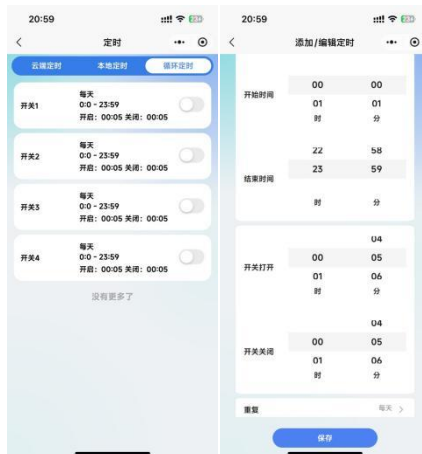 20:59
23
定时
云端定时 本地定时 循环定时
每天
开关1 0:0 - 23:59
开启: 00:05 关闭: 00:05
每天
开关2 0:0 - 23:59
开启: 00:05 关闭: 00:05
每天
开关3 0:0 - 23:59
开启: 00:05 关闭: 00:05
每天
开关4 0:0 - 23:59
开启: 00:05 关闭: 00:05
没有更多了
20:59
23
添加/编辑定时
00 00
开始时间
01 01
时 分
22 58
23 59
结束时间
时 分
04
00 05
开关打开
01 06
时 分
04
00 05
开关关闭
01 06
时 分
重复 每天
保存